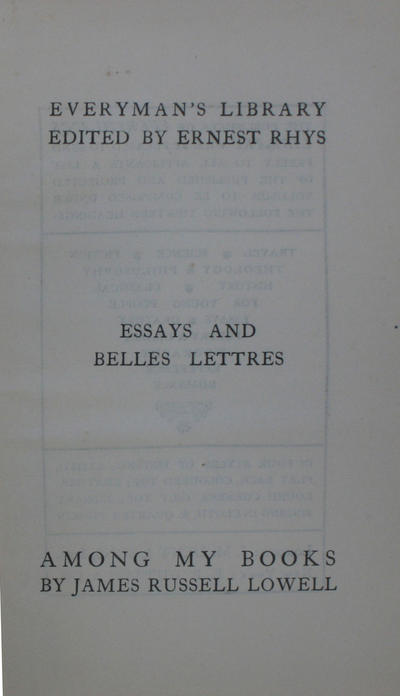 EVERYMAN'S LIBRARY
EDITED BY ERNEST RHYS
ESSAYS AND
BELLES LETTRES
AMONG MY BOOKS
BY JAMES RUSSELL LOWELL